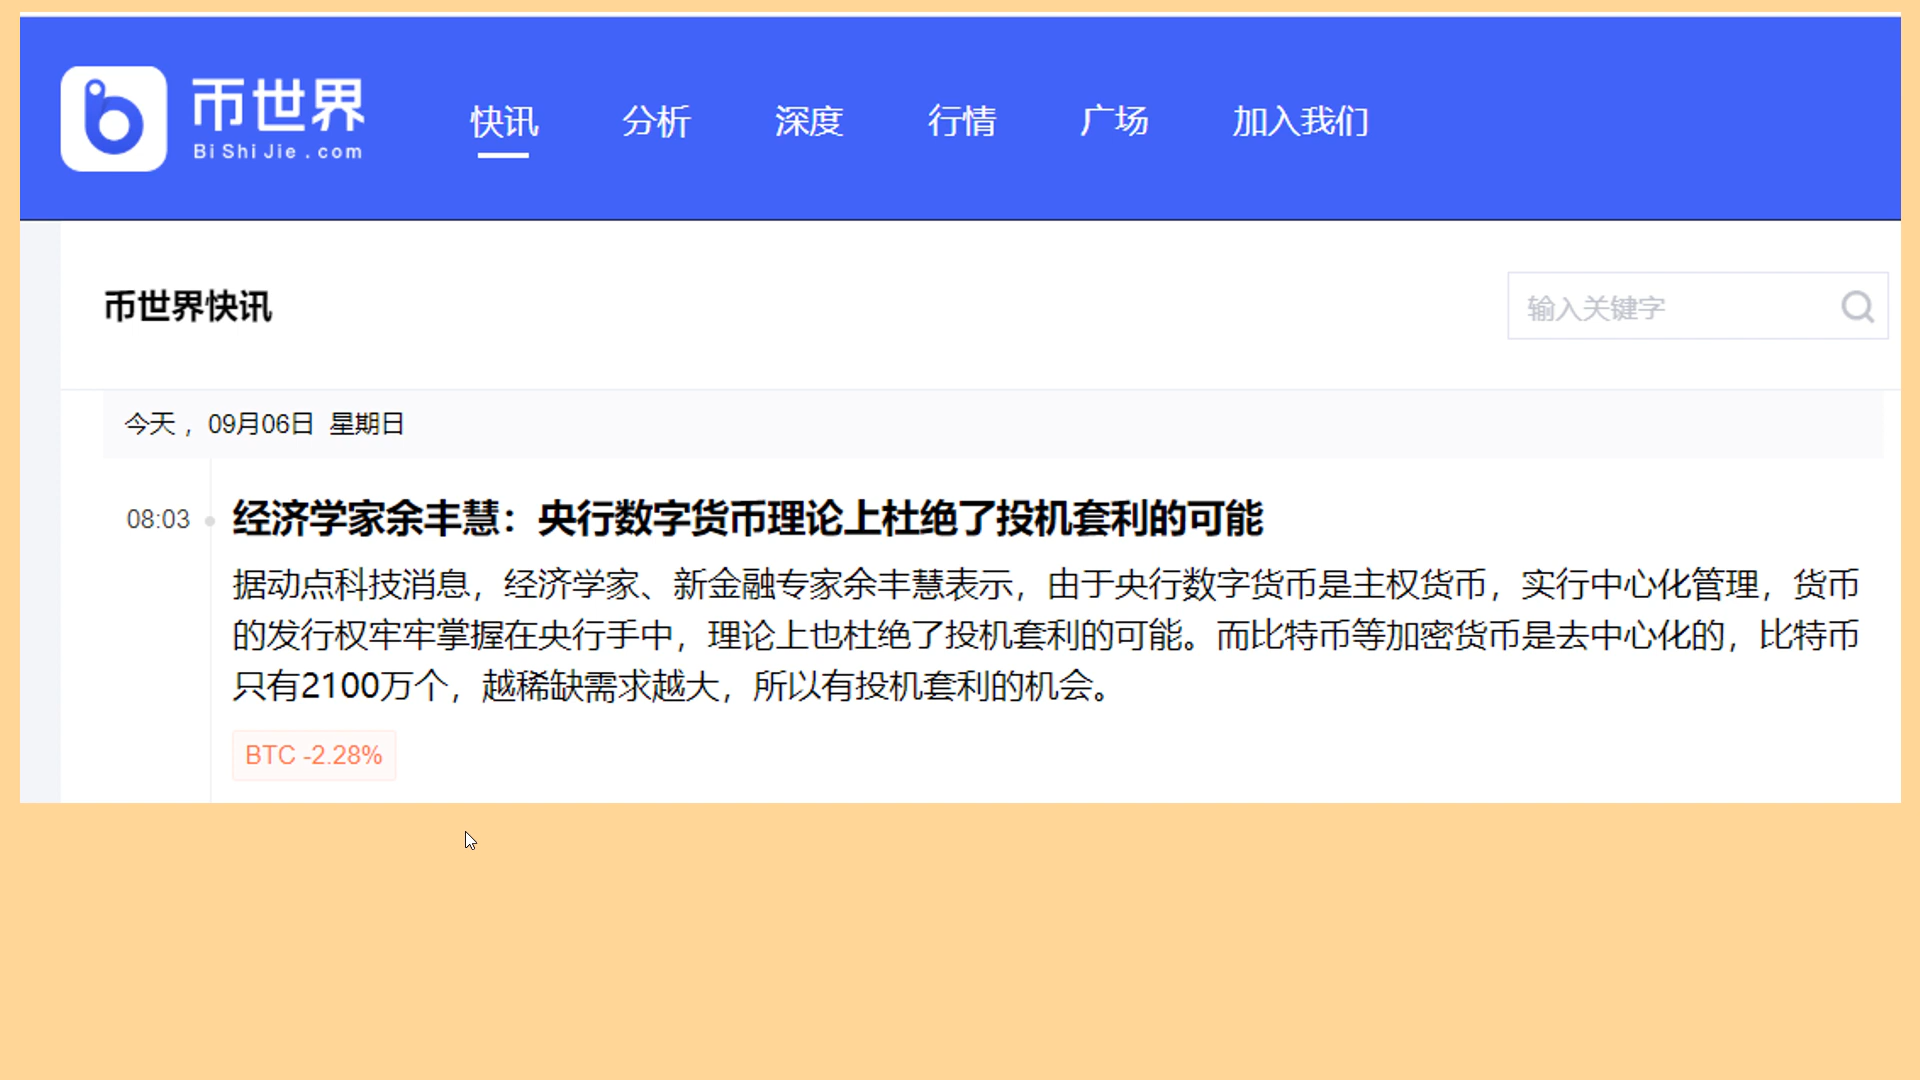 币世界
BiShiJie.com
快讯 分析 深度 行情 广场 加入我们
币世界快讯
输入关键字
今天，09月06日 星期日
08:03
经济学家余丰慧：央行数字货币理论上杜绝了投机套利的可能
据动点科技消息，经济学家、新金融专家余丰慧表示，由于央行数字货币是主权货币，实行中心化管理，货币
的发行权牢牢掌握在央行手中，理论上也杜绝了投机套利的可能。而比特币等加密货币是去中心化的，比特币
只有2100万个，越稀缺需求越大，所以有投机套利的机会。
BTC -2.28%